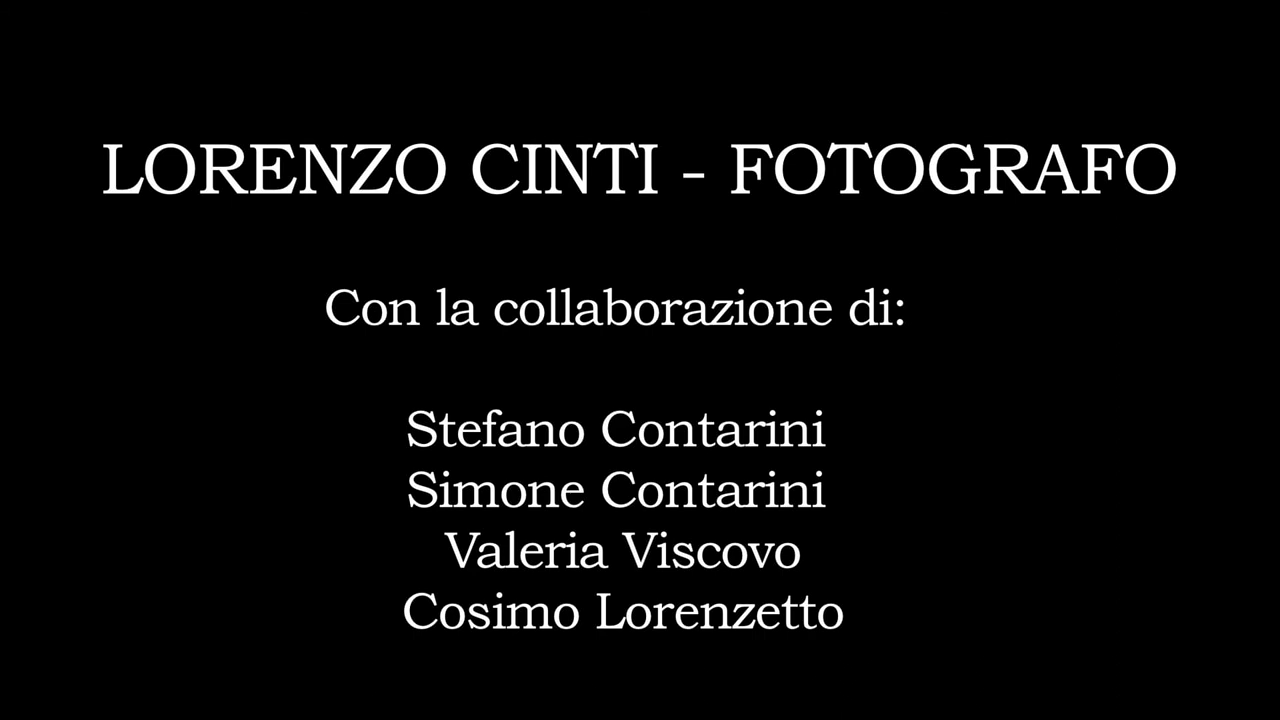 LORENZO CINTI - FOTOGRAFO
Con la collaborazione di:
Stefano Contarini
Simone Contarini
Valeria Viscovo
Cosimo Lorenzetto